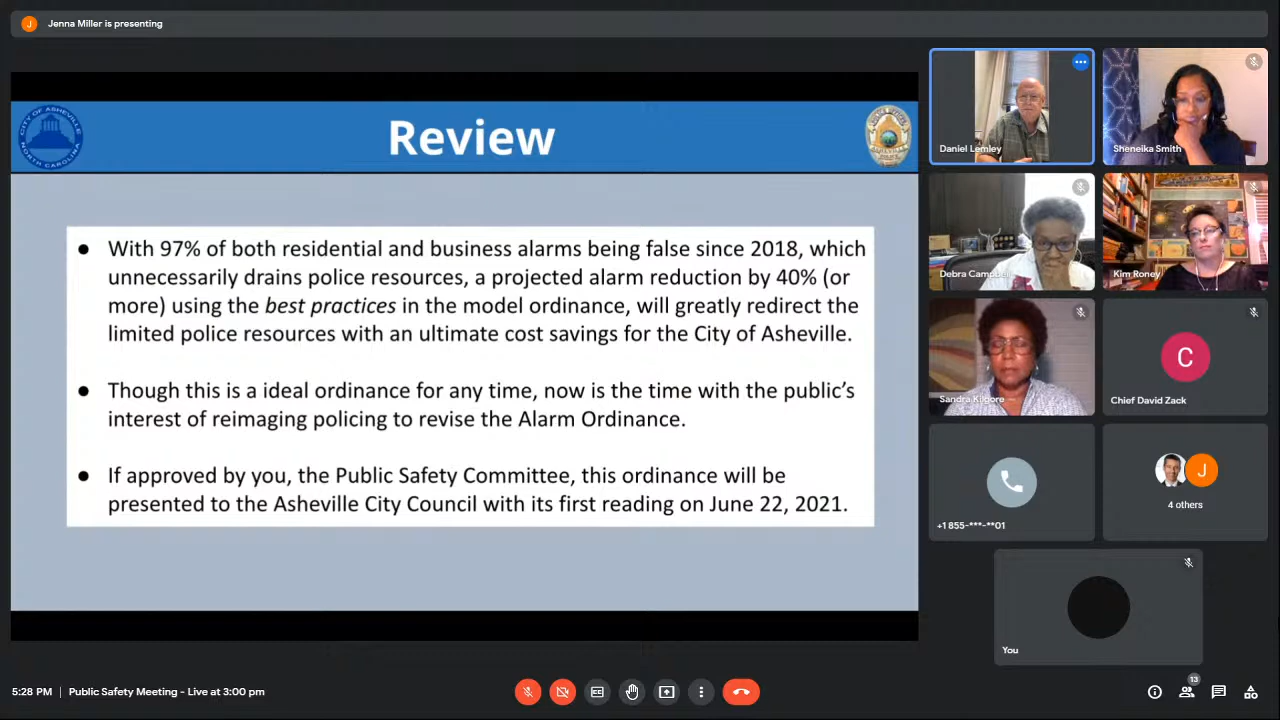 J
Jenna Miller is presenting
CITY OF ASHEVILLE
NORTH CAROLINA
Review
● With 97% of both residential and business alarms being false since 2018, which
unnecessarily drains police resources, a projected alarm reduction by 40% (or
more) using the best practices in the model ordinance, will greatly redirect the
limited police resources with an ultimate cost savings for the City of Asheville.
● Though this is a ideal ordinance for any time, now is the time with the public's
interest of reimaging policing to revise the Alarm Ordinance.
● If approved by you, the Public Safety Committee, this ordinance will be
presented to the Asheville City Council with its first reading on June 22, 2021.
Daniel Lemley
Sheneika Smith
Debra Campbell
Kim Roney
Sandra Kilgore
C
Chief David Zack
+1 855-***-**01
J
4 others
You
5:28 PM | Public Safety Meeting - Live at 3:00 pm
13